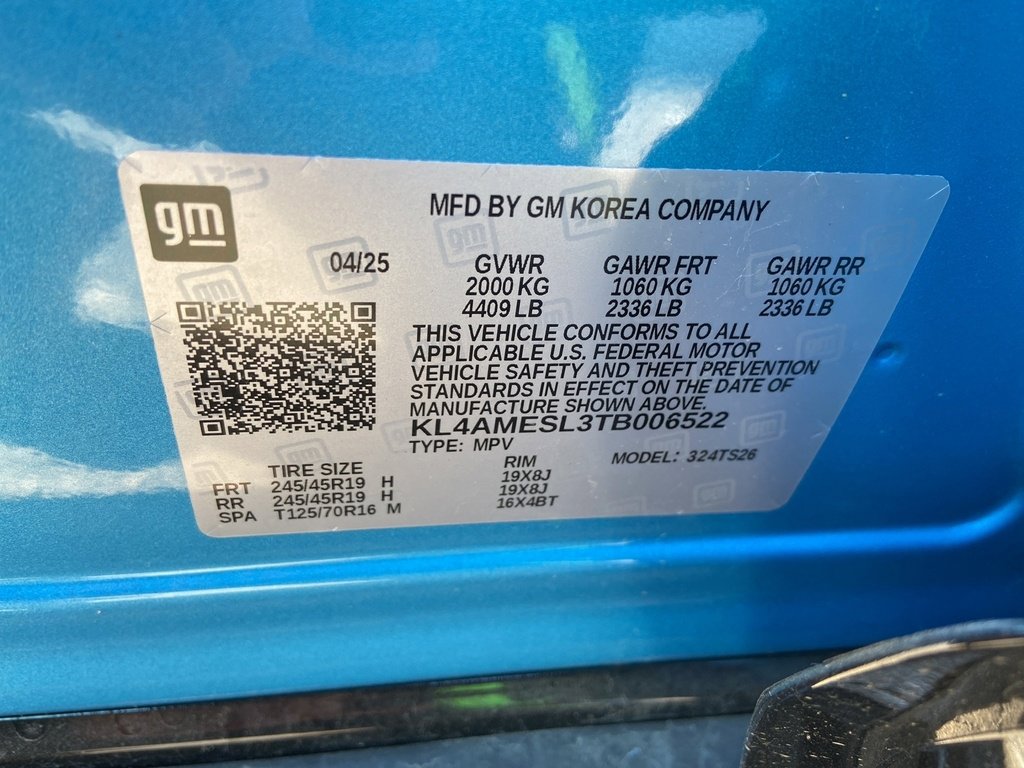 gm
MFD BY GM KOREA COMPANY
04/25 GVWR GAWR FRT GAWR RR
2000 KG 1060 KG 1060 KG
4409 LB 2336 LB 2336 LB
THIS VEHICLE CONFORMS TO ALL
APPLICABLE U.S. FEDERAL MOTOR
VEHICLE SAFETY AND THEFT PREVENTION
STANDARDS IN EFFECT ON THE DATE OF
MANUFACTURE SHOWN ABOVE.
KL4AMESL3TB006522
TYPE: MPV MODEL: 324TS26
TIRE SIZE RIM
FRT 245/45R19 H 19X8J
RR 245/45R19 H 19X8J
SPA T125/70R16 M 16X4BT